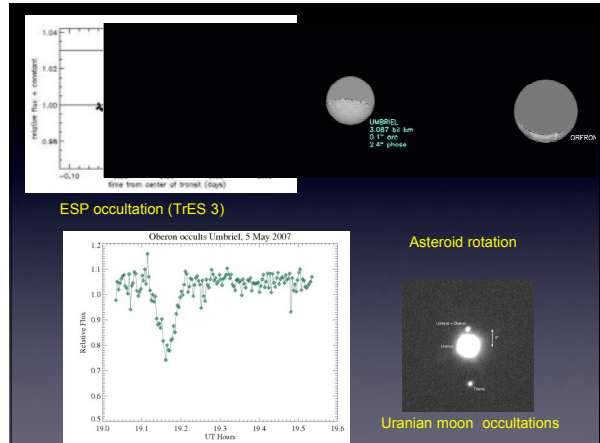 1.04
1.02
1.00
0.98
relative flux + constant
-0.10
time from center of transit (days)
UMBRIEL
3.087 bil km
0.1" arc
2.4° phase
OBERON
ESP occultation (TrES 3)
Asteroid rotation
Oberon occults Umbriel, 5 May 2007
1.2
1.1
1.0
0.9
0.8
0.7
0.6
0.5
Relative Flux
19.0
19.1
19.2
19.3
19.4
19.5
19.6
UT Hours
Umbriel + Oberon
Uranus
Titania
Uranian moon occultations